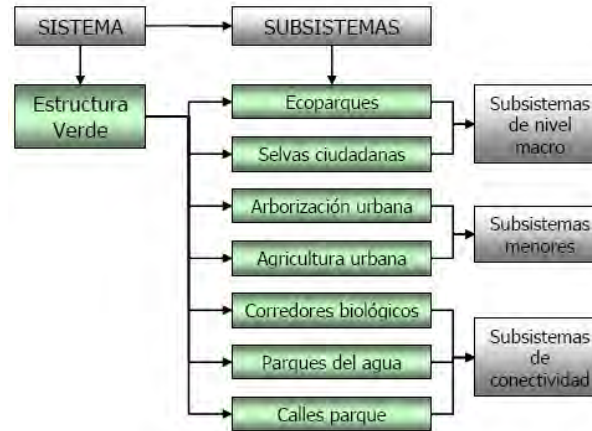 SISTEMA
SUBSISTEMAS
Estructura
Verde
Ecoparques
Selvas ciudadanas
Arborización urbana
Agricultura urbana
Corredores biológicos
Parques del agua
Calles parque
Subsistemas
de nivel
macro
Subsistemas
menores
Subsistemas
de
conectividad